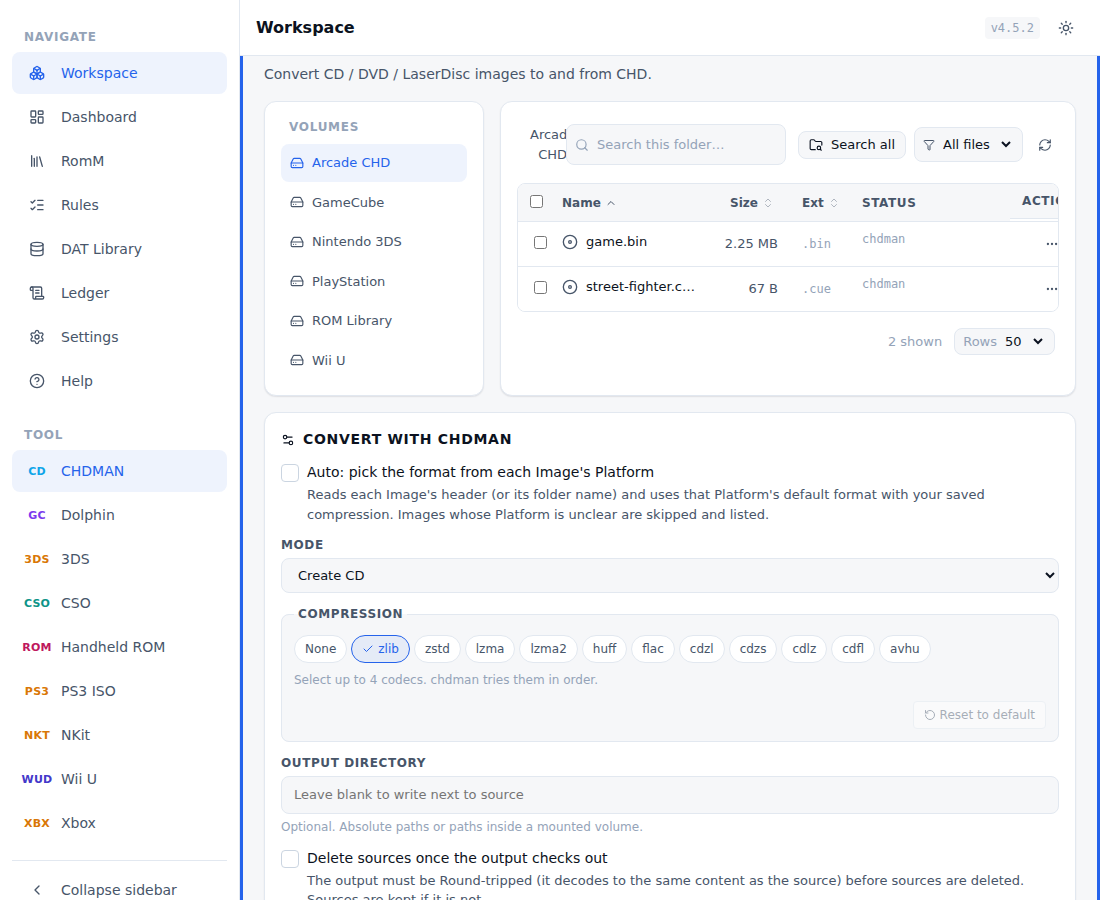 NAVIGATE
Workspace
Dashboard
RomM
Rules
DAT Library
Ledger
Settings
Help
TOOL
CD CHDMAN
GC Dolphin
3DS 3DS
CSO CSO
ROM Handheld ROM
PS3 PS3 ISO
NKT NKit
WUD Wii U
XBX Xbox
Collapse sidebar
Workspace
v4.5.2
Convert CD / DVD / LaserDisc images to and from CHD.
VOLUMES
Arcade CHD
GameCube
Nintendo 3DS
PlayStation
ROM Library
Wii U
Arcad
CHD
Search this folder...
Search all
All files
Name Size Ext STATUS ACTIO
game.bin 2.25 MB .bin chdman ...
street-fighter.c... 67 B .cue chdman ...
2 shown Rows 50
CONVERT WITH CHDMAN
Auto: pick the format from each Image's Platform
Reads each Image's header (or its folder name) and uses that Platform's default format with your saved
compression. Images whose Platform is unclear are skipped and listed.
MODE
Create CD
COMPRESSION
None zlib zstd lzma lzma2 huff flac cdzl cdzs cdlz cdfl avhu
Select up to 4 codecs. chdman tries them in order.
Reset to default
OUTPUT DIRECTORY
Leave blank to write next to source
Optional. Absolute paths or paths inside a mounted volume.
Delete sources once the output checks out
The output must be Round-tripped (it decodes to the same content as the source) before sources are deleted.
Sources are kept if it is not.